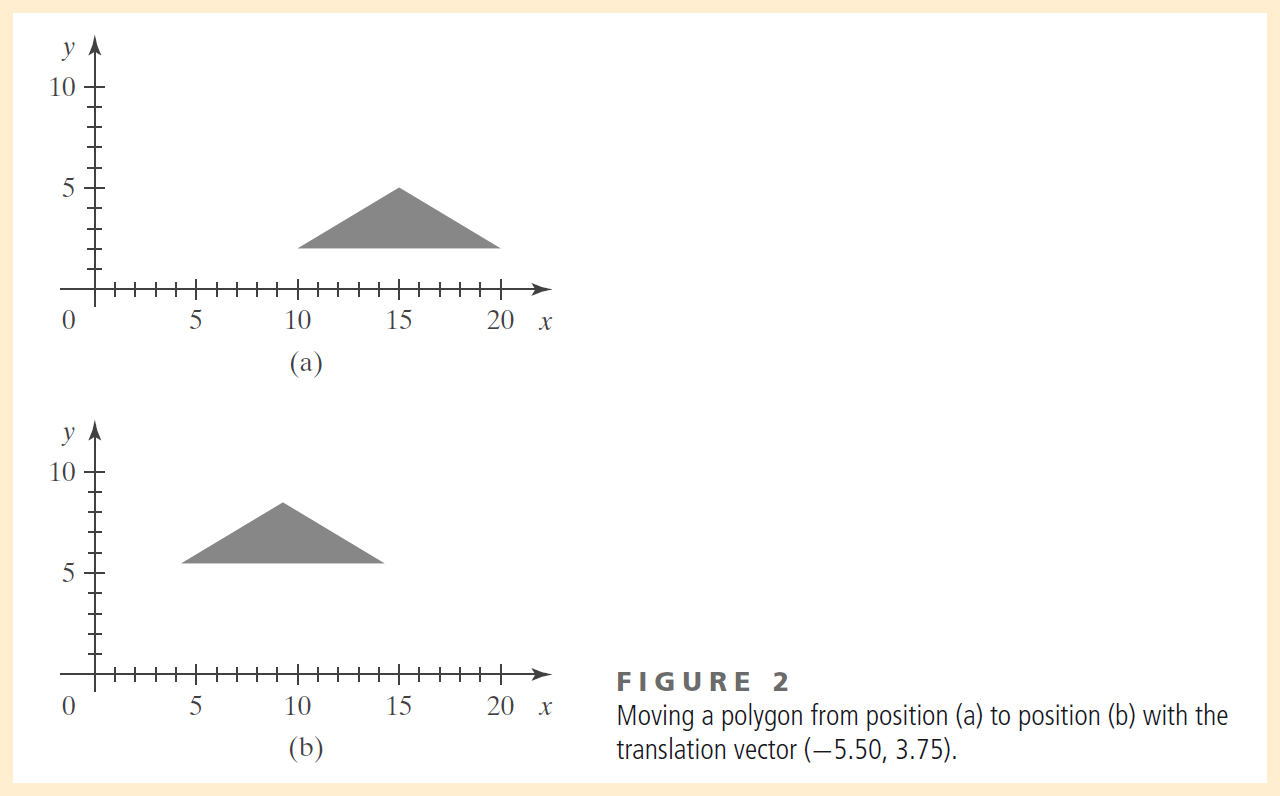 y
10
5
0 5 10 15 20 x
(a)
y
10
5
0 5 10 15 20 x
(b)
FIGURE 2
Moving a polygon from position (a) to position (b) with the
translation vector (−5.50, 3.75).